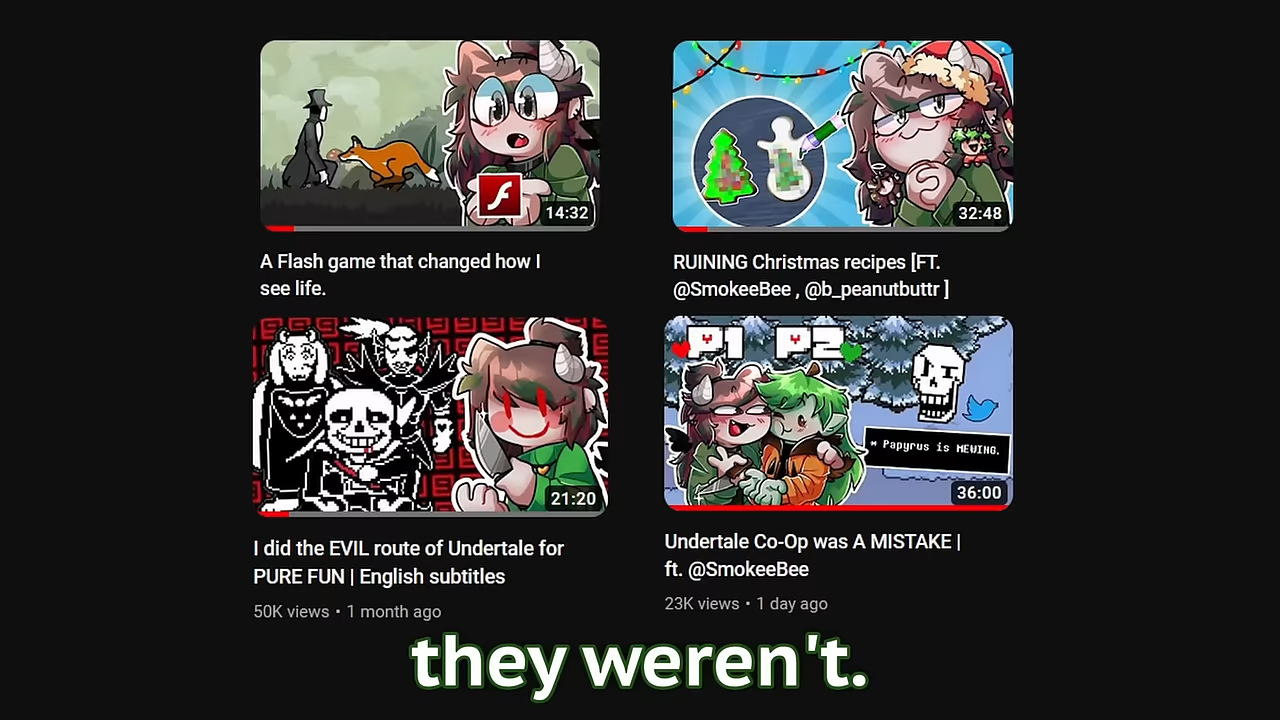 14:32
A Flash game that changed how I
see life.
32:48
RUINING Christmas recipes [FT.
@SmokeeBee , @b_peanutbuttr ]
21:20
I did the EVIL route of Undertale for
PURE FUN | English subtitles
50K views • 1 month ago
P1 P2
* Papyrus is MEWING.
36:00
Undertale Co-Op was A MISTAKE |
ft. @SmokeeBee
23K views • 1 day ago
they weren't.